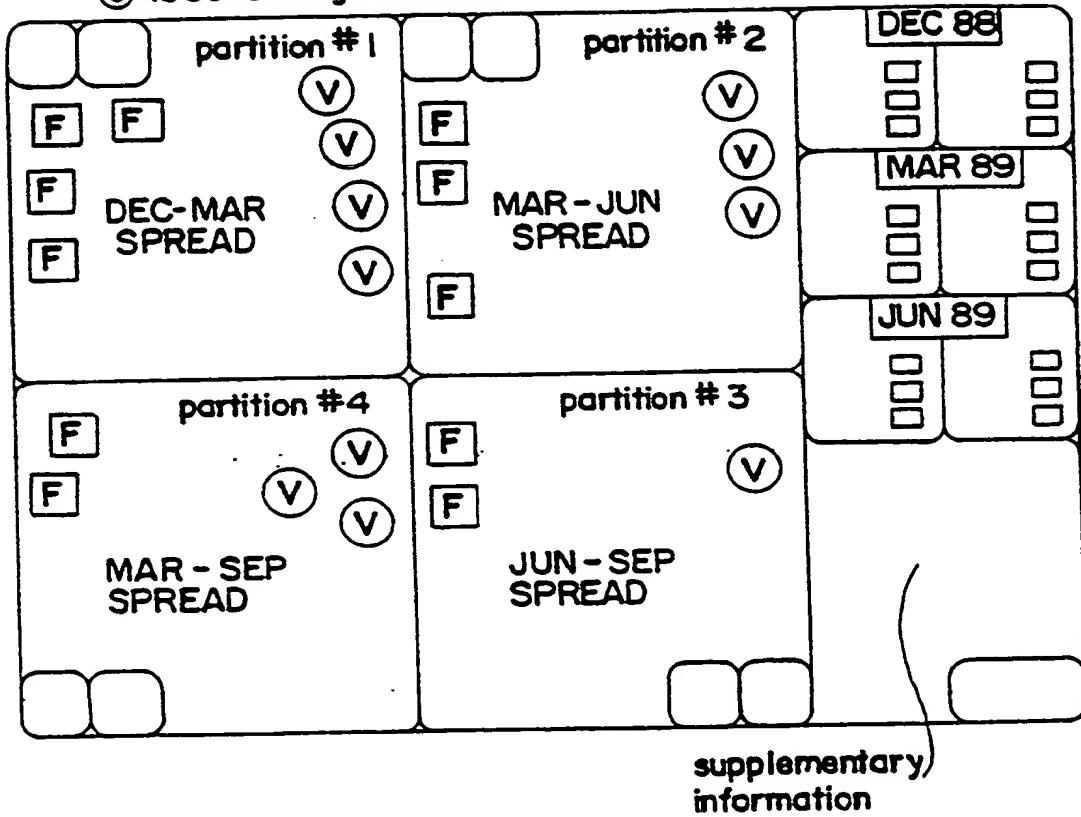 partition # 1
F F
V
V
F
V
DEC-MAR
SPREAD
F
V
partition # 2
F
V
V
F
V
MAR-JUN
SPREAD
F
DEC 88
MAR 89
JUN 89
partition #4
F
V
F
V
V
MAR-SEP
SPREAD
partition # 3
F
V
F
JUN-SEP
SPREAD
supplementary
information